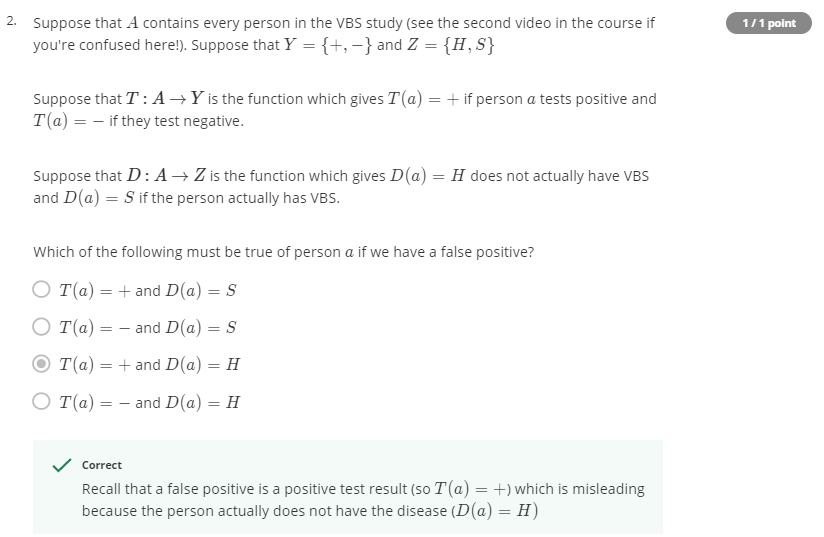 2. Suppose that A contains every person in the VBS study (see the second video in the course if
1 / 1 point
you're confused here!). Suppose that Y = {+, −} and Z = {H, S}
Suppose that T : A → Y is the function which gives T(a) = + if person a tests positive and
T(a) = − if they test negative.
Suppose that D : A → Z is the function which gives D(a) = H does not actually have VBS
and D(a) = S if the person actually has VBS.
Which of the following must be true of person a if we have a false positive?
T(a) = + and D(a) = S
T(a) = − and D(a) = S
T(a) = + and D(a) = H
T(a) = − and D(a) = H
Correct
Recall that a false positive is a positive test result (so T(a) = +) which is misleading
because the person actually does not have the disease (D(a) = H)